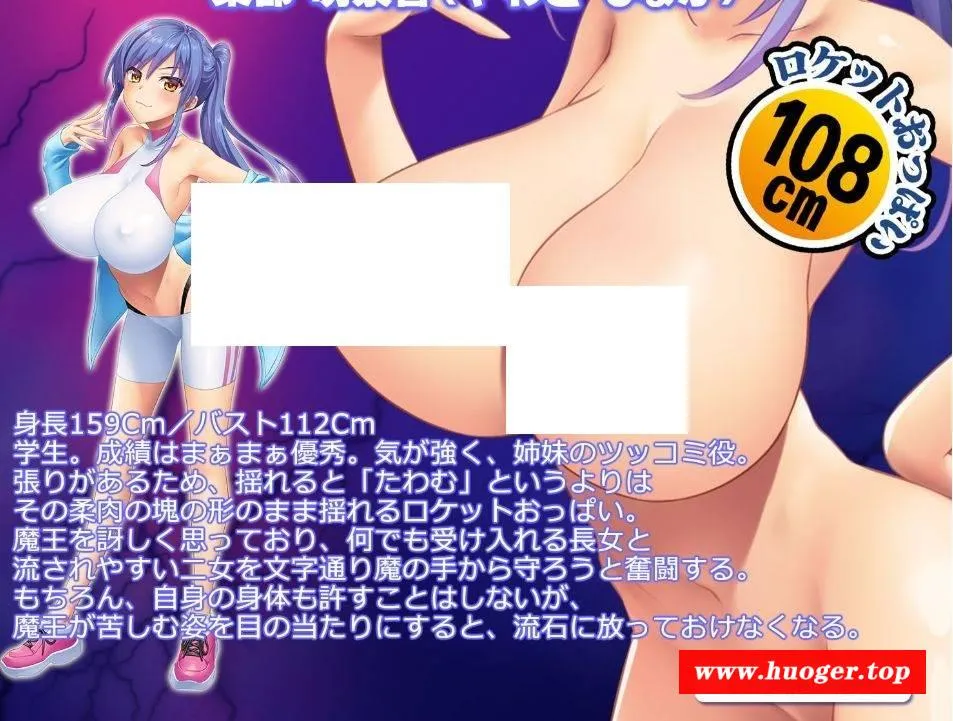 ロケットおっぱい
108
cm
身長159Cm／バスト112Cm
学生。成績はまぁまぁ優秀。気が強く、姉妹のツッコミ役。
張りがあるため、揺れると「たわむ」というよりは
その柔肉の塊の形のまま揺れるロケットおっぱい。
魔王を訝しく思っており、何でも受け入れる長女と
流されやすい二女を文字通り魔の手から守ろうと奮闘する。
もちろん、自身の身体も許すことはしないが、
魔王が苦しむ姿を目の当たりにすると、流石に放っておけなくなる。
www.huoger.top